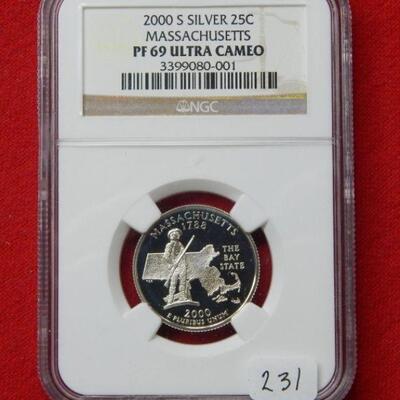 2000 S SILVER 25C
MASSACHUSETTS
PF 69 ULTRA CAMEO
3399080-001
NGC
MASSACHUSETTS
1788
THE
BAY
STATE
2000
E PLURIBUS UNUM
231